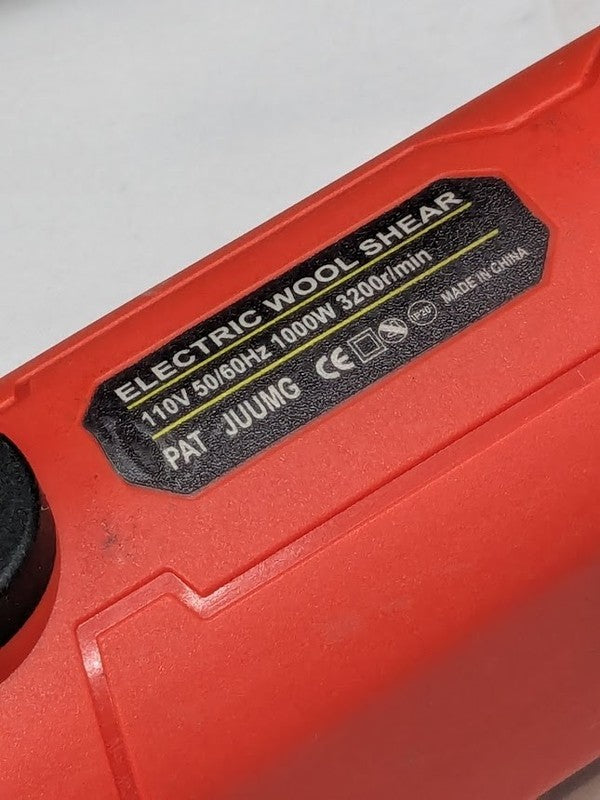 ELECTRIC WOOL SHEAR
110V 50/60Hz 1000W 3200r/min
PAT JUUMG CE IP20 MADE IN CHINA